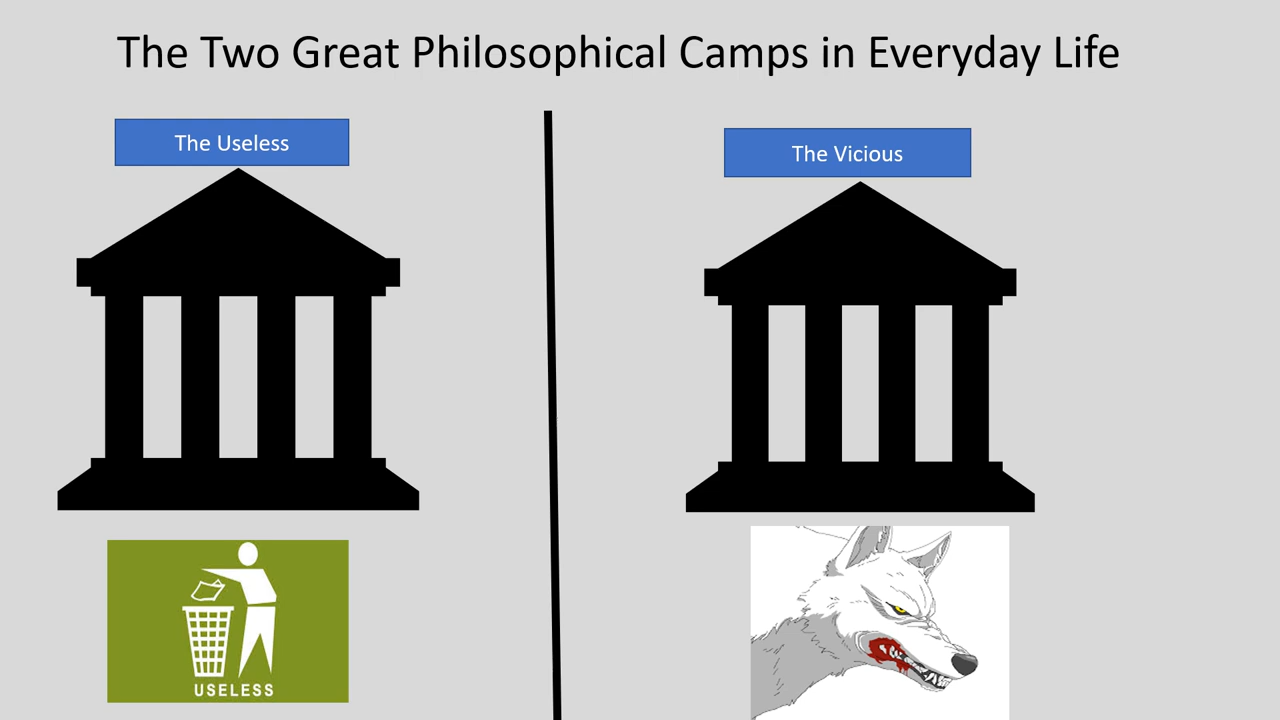 The Two Great Philosophical Camps in Everyday Life
The Useless
The Vicious
USELESS